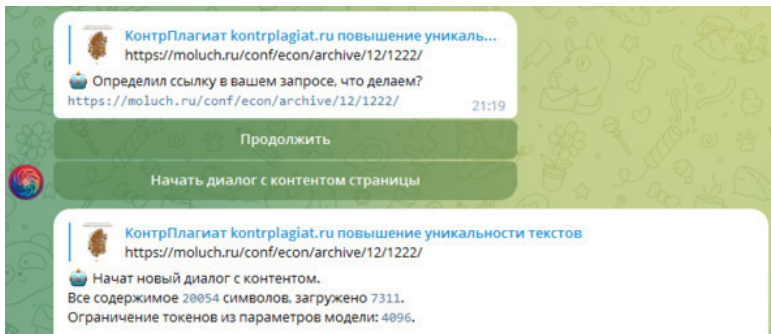 КонтрПлагиат kontrplagiat.ru повышение уникаль...
https://moluch.ru/conf/econ/archive/12/1222/
Определил ссылку в вашем запросе, что делаем?
https://moluch.ru/conf/econ/archive/12/1222/
21:19
Продолжить
Начать диалог с контентом страницы
КонтрПлагиат kontrplagiat.ru повышение уникальности текстов
https://moluch.ru/conf/econ/archive/12/1222/
Начат новый диалог с контентом.
Все содержимое 20054 символов, загружено 7311.
Ограничение токенов из параметров модели: 4096.